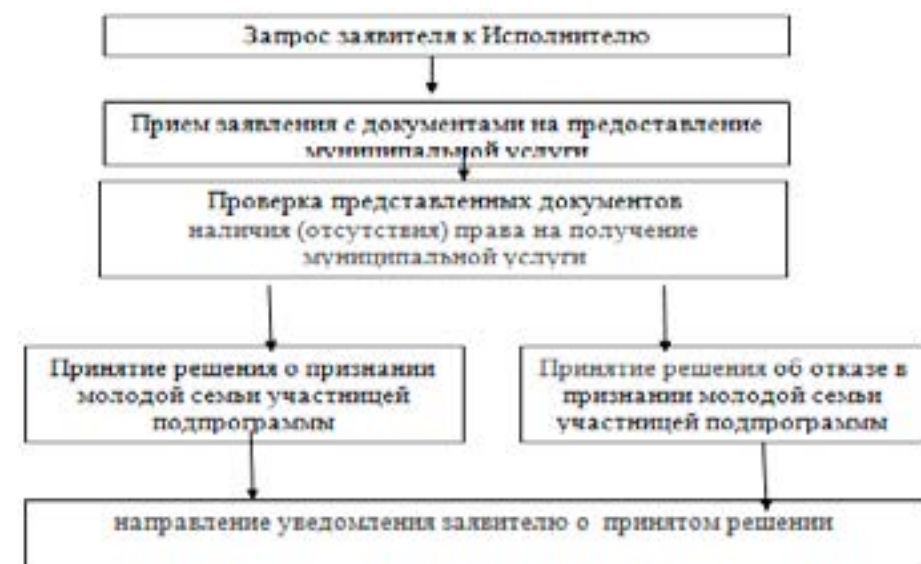 Запрос заявителя к Исполнителю
Прием заявления с документами на предоставление
муниципальной услуги
Проверка представленных документов
наличия (отсутствия) права на получение
муниципальной услуги
Принятие решения о признании
молодой семьи участницей
подпрограммы
Принятие решения об отказе в
признании молодой семьи
участницей подпрограммы
направление уведомления заявителю о принятом решении